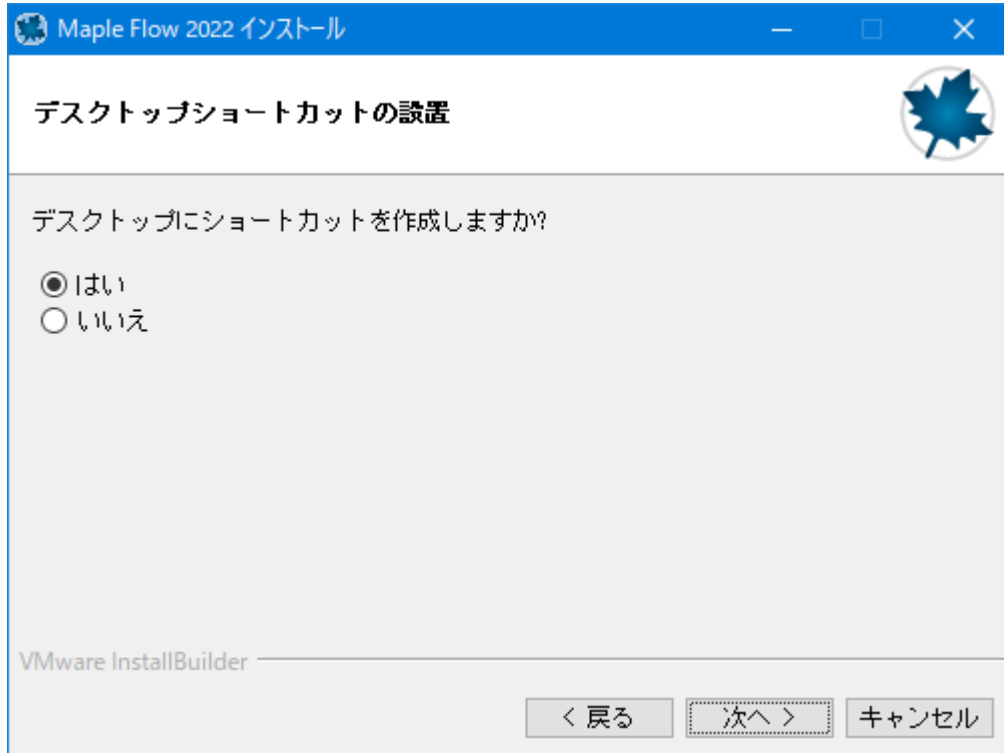 Maple Flow 2022 インストール
デスクトップショートカットの設置
デスクトップにショートカットを作成しますか?
はい
いいえ
VMware InstallBuilder
< 戻る 次へ > キャンセル